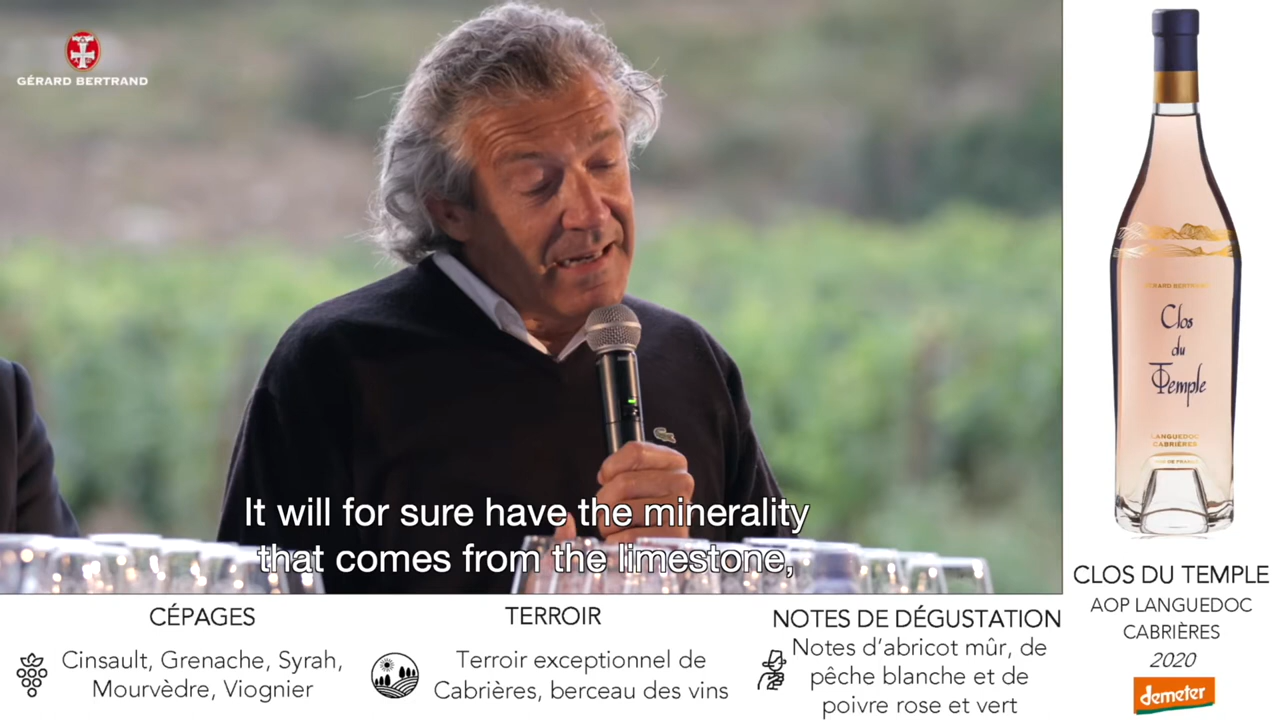 GÉRARD BERTRAND
It will for sure have the minerality
that comes from the limestone,
CÉPAGES
Cinsault, Grenache, Syrah,
Mourvèdre, Viognier
TERROIR
Terroir exceptionnel de
Cabrières, berceau des vins
NOTES DE DÉGUSTATION
Notes d’abricot mûr, de
pêche blanche et de
poivre rose et vert
GÉRARD BERTRAND
Clos
du
Temple
LANGUEDOC
CABRIÈRES
DE FRANCE
CLOS DU TEMPLE
AOP LANGUEDOC
CABRIÈRES
2020
demeter